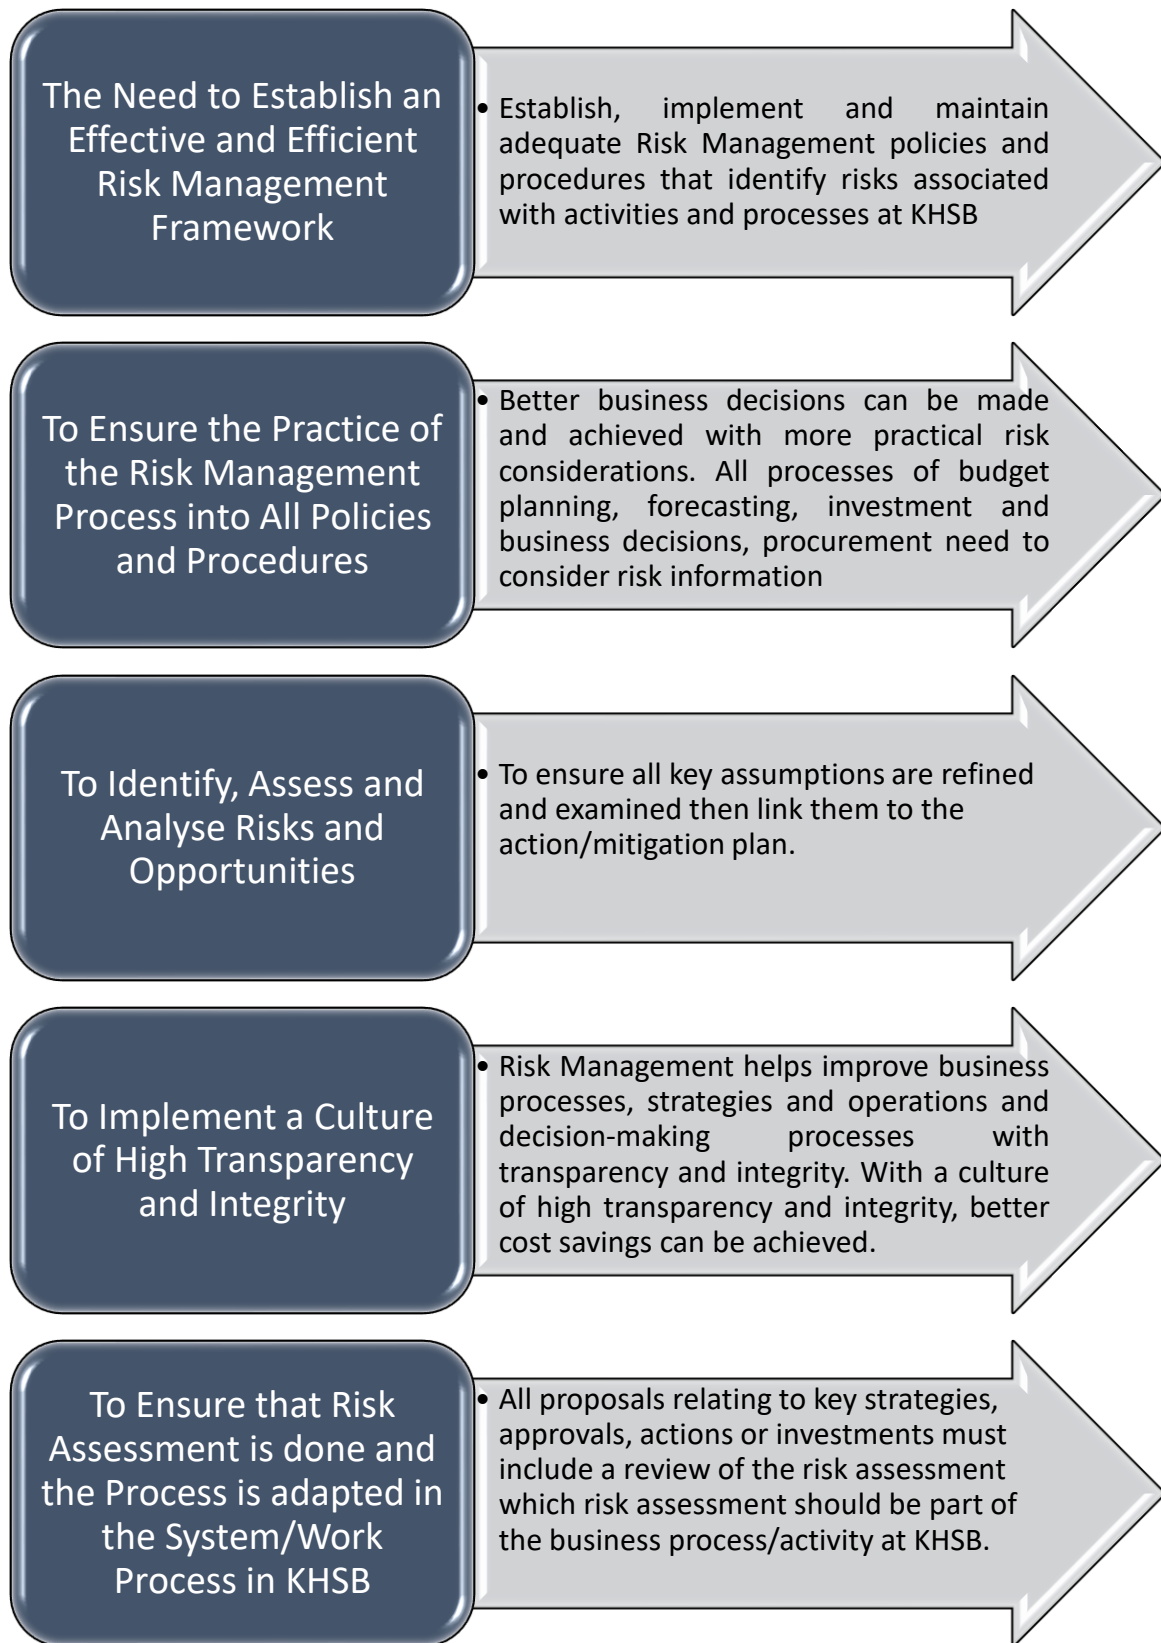 The Need to Establish an
Effective and Efficient
Risk Management
Framework
• Establish, implement and maintain
adequate Risk Management policies and
procedures that identify risks associated
with activities and processes at KHSB
To Ensure the Practice of
the Risk Management
Process into All Policies
and Procedures
• Better business decisions can be made
and achieved with more practical risk
considerations. All processes of budget
planning, forecasting, investment and
business decisions, procurement need to
consider risk information
To Identify, Assess and
Analyse Risks and
Opportunities
• To ensure all key assumptions are refined
and examined then link them to the
action/mitigation plan.
To Implement a Culture
of High Transparency
and Integrity
• Risk Management helps improve business
processes, strategies and operations and
decision-making processes with
transparency and integrity. With a culture
of high transparency and integrity, better
cost savings can be achieved.
To Ensure that Risk
Assessment is done and
the Process is adapted in
the System/Work
Process in KHSB
• All proposals relating to key strategies,
approvals, actions or investments must
include a review of the risk assessment
which risk assessment should be part of
the business process/activity at KHSB.